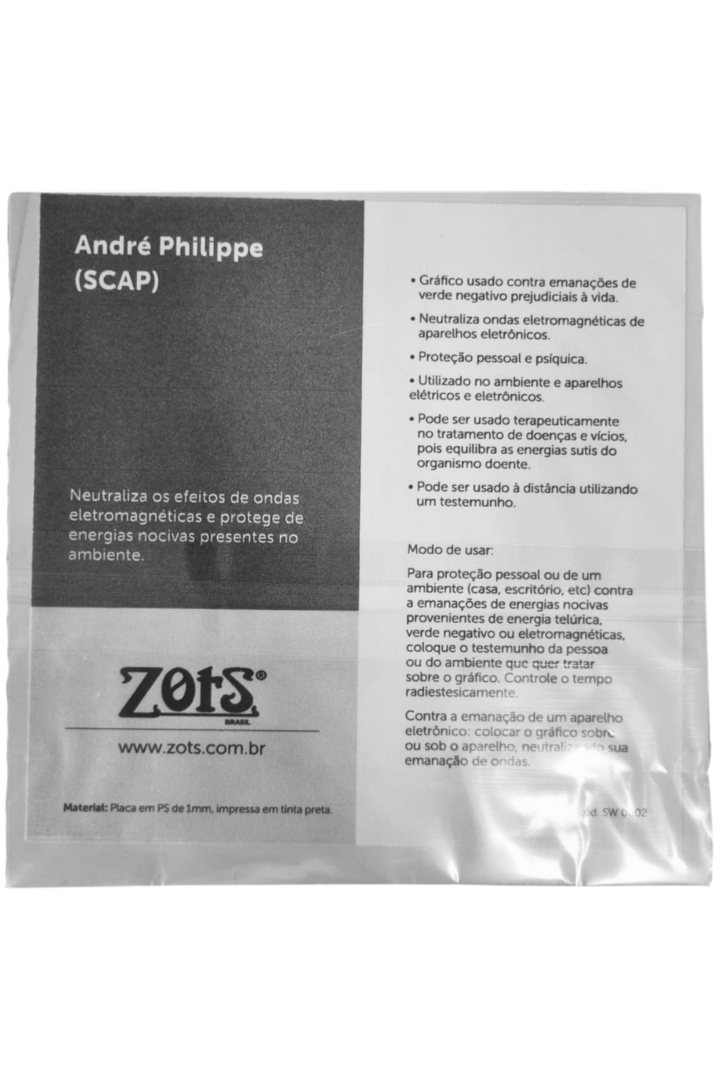 André Philippe
(SCAP)
Neutraliza os efeitos de ondas
eletromagnéticas e protege de
energias nocivas presentes no
ambiente.
ZOtS®
BRASIL
www.zots.com.br
Material: Placa em PS de 1mm, impressa em tinta preta.
• Gráfico usado contra emanações de
verde negativo prejudiciais à vida.
• Neutraliza ondas eletromagnéticas de
aparelhos eletrônicos.
• Proteção pessoal e psíquica.
• Utilizado no ambiente e aparelhos
elétricos e eletrônicos.
• Pode ser usado terapeuticamente
no tratamento de doenças e vícios,
pois equilibra as energias sutis do
organismo doente.
• Pode ser usado à distância utilizando
um testemunho.
Modo de usar:
Para proteção pessoal ou de um
ambiente (casa, escritório, etc) contra
a emanações de energias nocivas
provenientes de energia telúrica,
verde negativo ou eletromagnéticas,
coloque o testemunho da pessoa
ou do ambiente que quer tratar
sobre o gráfico. Controle o tempo
radiestesicamente.
Contra a emanação de um aparelho
eletrônico: colocar o gráfico sobre
ou sob o aparelho, sua
emanação de ondas.
SW